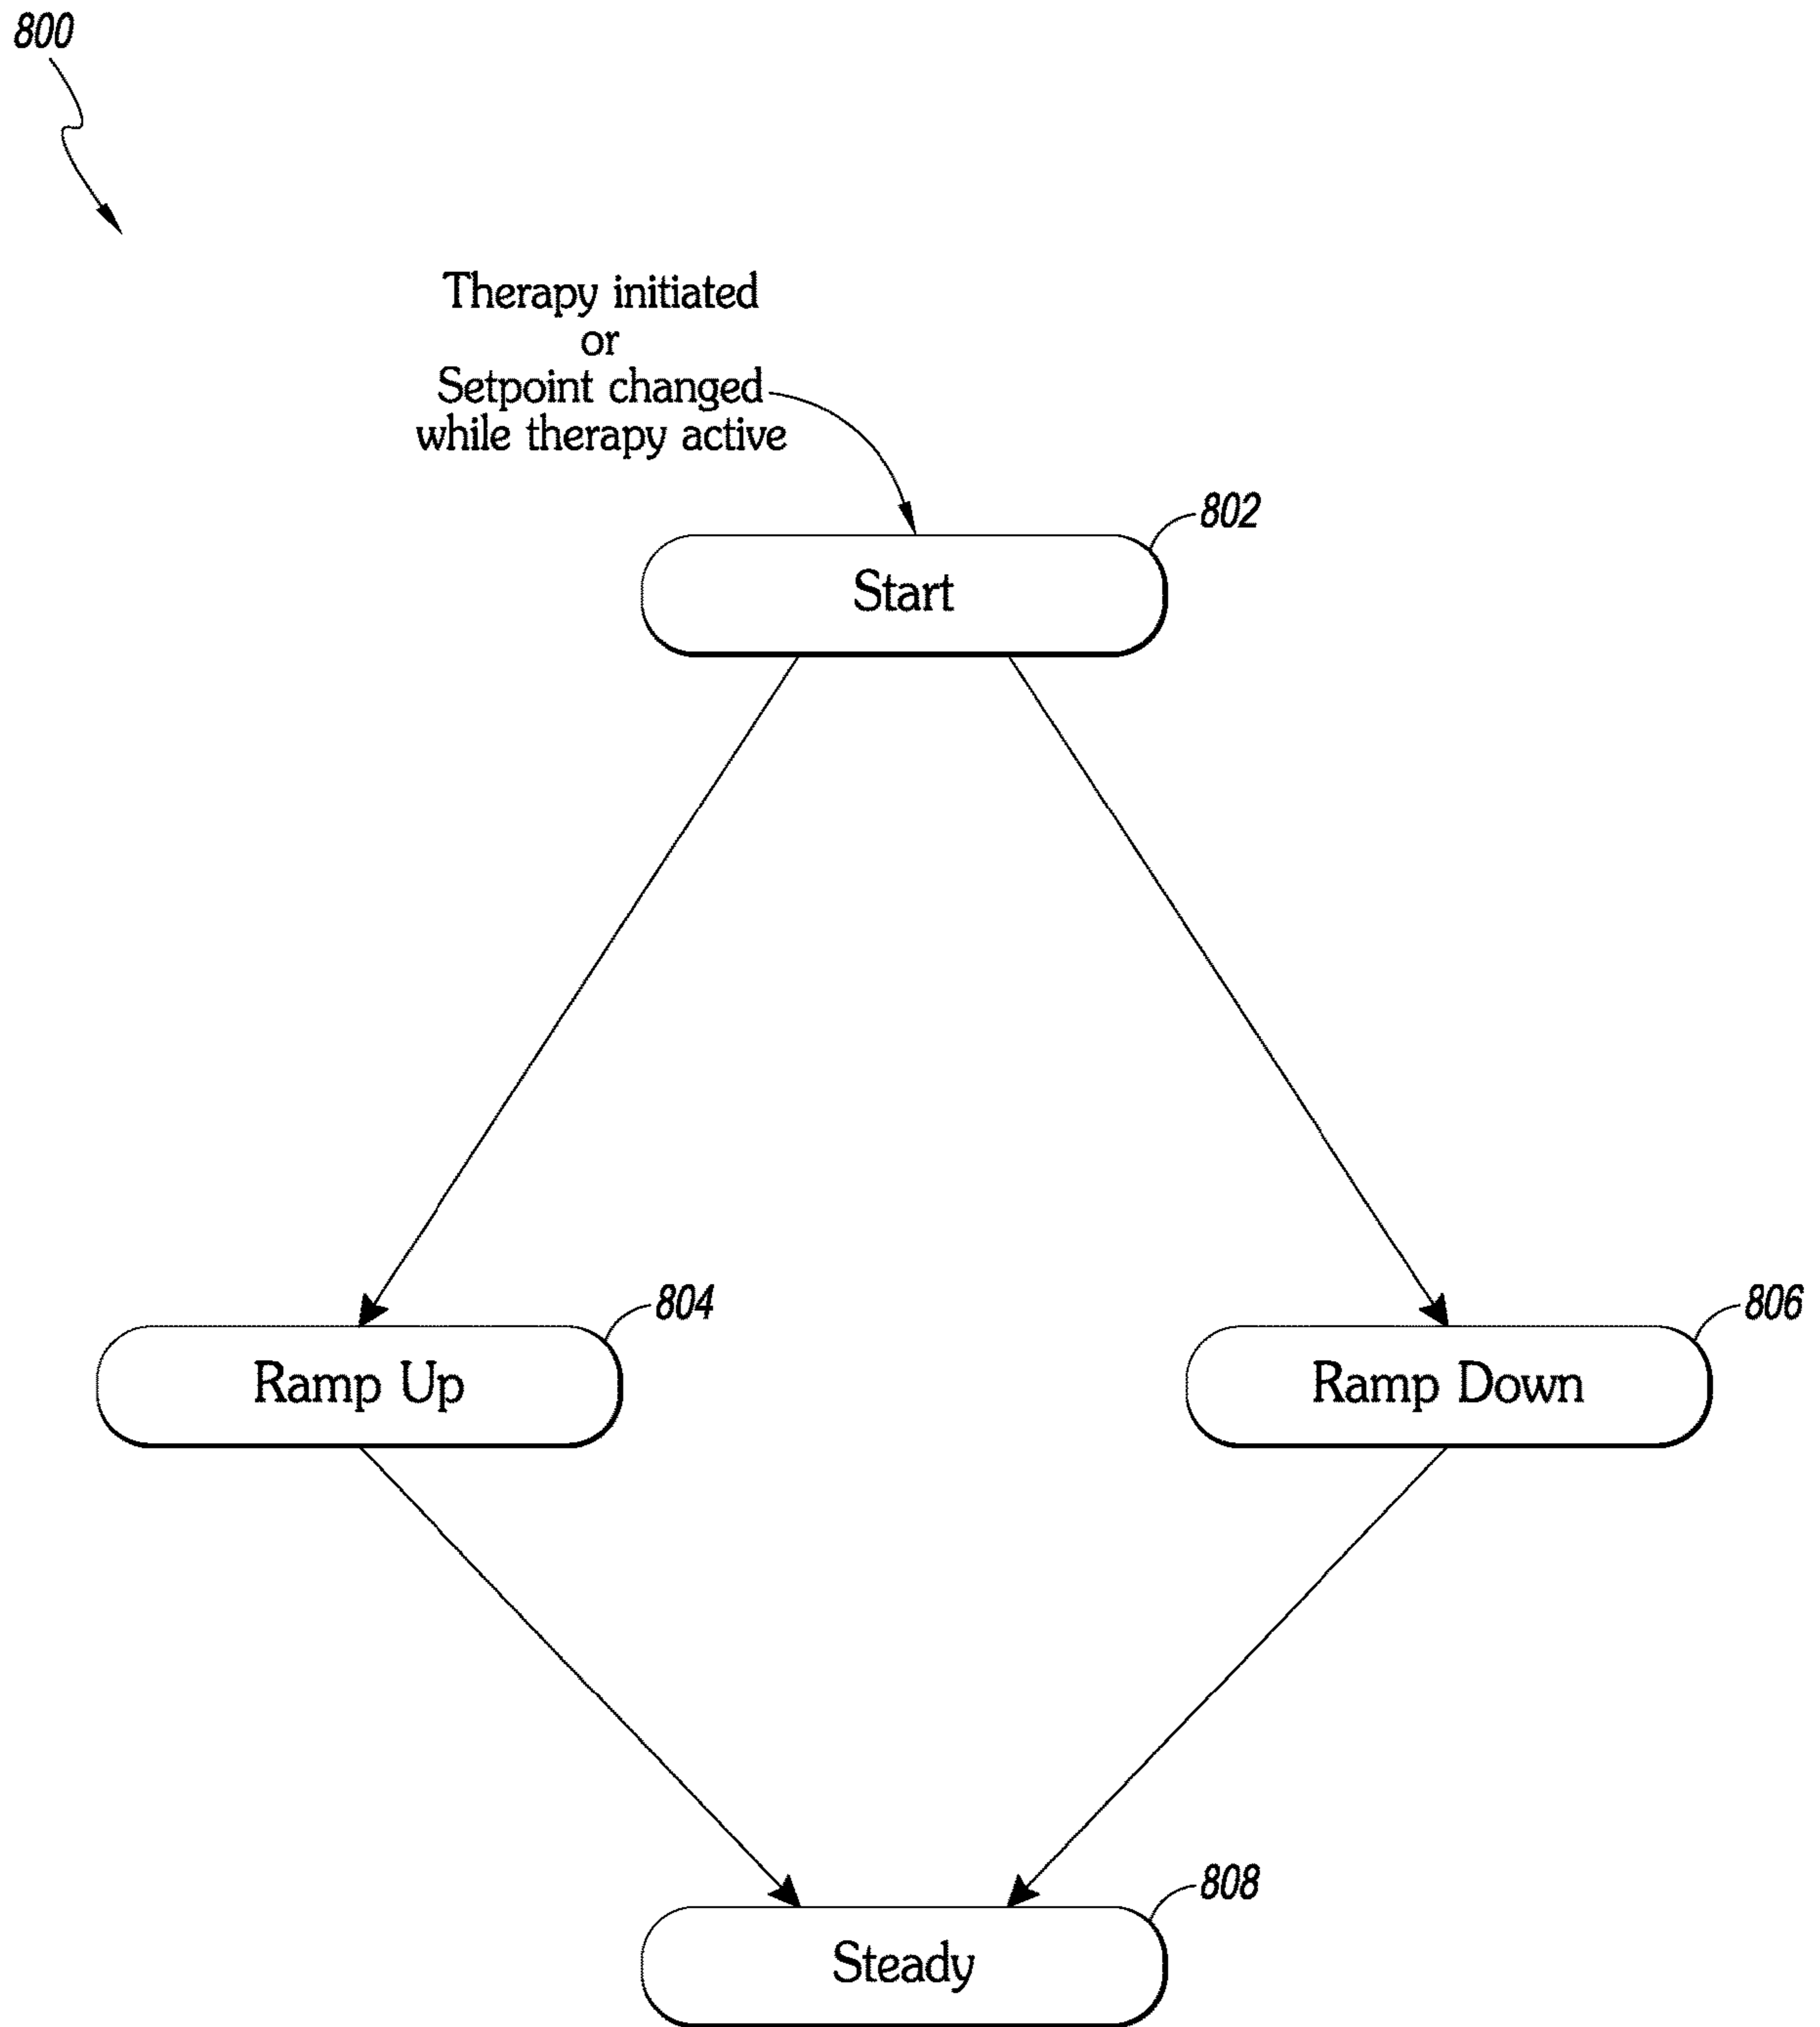 800
Therapy initiated
or
Setpoint changed
while therapy active
802
Start
804
806
Ramp Up
Ramp Down
808
Steady